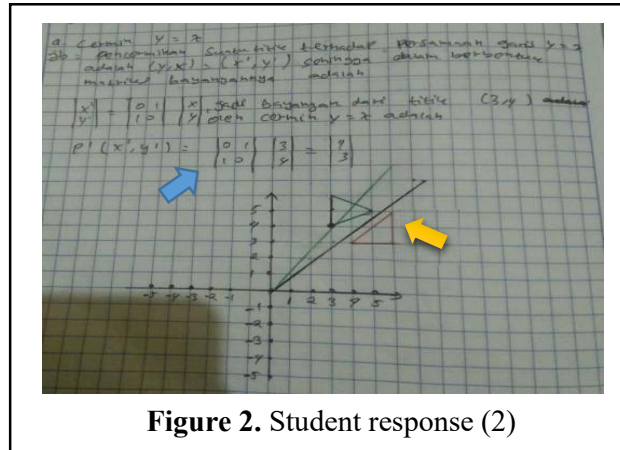 a. Cermin y = x
Jb = Pencerminan Suatu titik terhadap Persamaan garis y = x
adalah (y, x) = (x', y') sehingga dalam berbentuk
matriks bayangannya adalah
|x'| = |0 1| |x| , jadi bayangan dari titik (3, 4)
|y'| |1 0| |y| oleh cermin y = x adalah
P' (x', y') = |0 1| |3| = |4|
|1 0| |4| |3|
5
4
3
2
1
-5 -4 -3 -2 -1 1 2 3 4 5
-1
-2
-3
-4
-5
Figure 2. Student response (2)